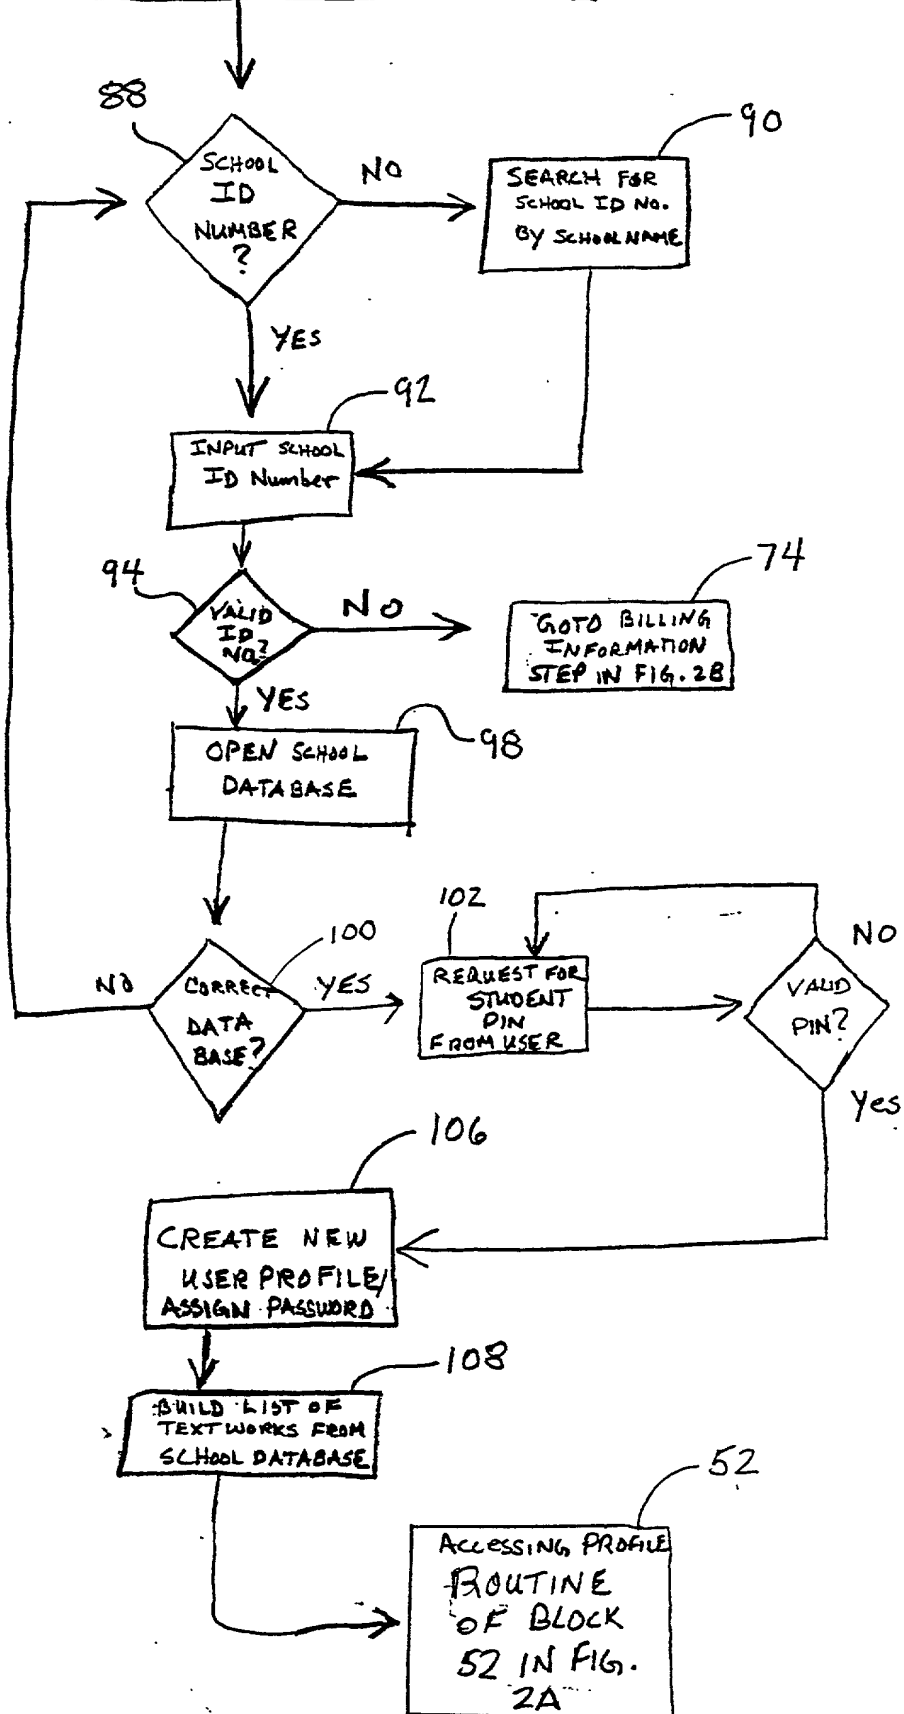 88
SCHOOL
ID
NUMBER
?
NO
90
SEARCH FOR
SCHOOL ID NO.
BY SCHOOL NAME
YES
92
INPUT SCHOOL
ID Number
94
VALID
ID
NO.?
NO
74
GOTO BILLING
INFORMATION
STEP IN FIG. 2B
YES
98
OPEN SCHOOL
DATABASE
100
CORRECT
DATA
BASE?
NO
YES
102
REQUEST FOR
STUDENT
PIN
FROM USER
VALID
PIN?
NO
Yes
106
CREATE NEW
USER PROFILE/
ASSIGN PASSWORD
108
BUILD LIST OF
TEXTWORKS FROM
SCHOOL DATABASE
52
ACCESSING PROFILE
ROUTINE
OF BLOCK
52 IN FIG.
2A